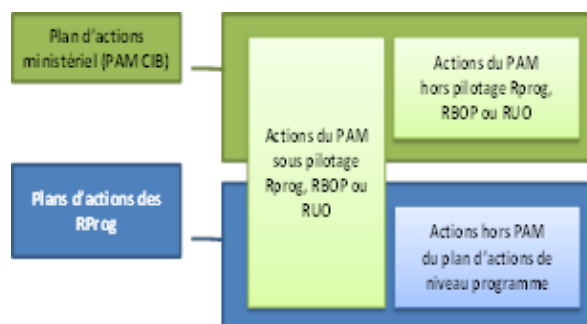 Plan d'actions
ministériel (PAM CIB)
Actions du PAM
sous pilotage
Rprog, RBOP ou
RUO
Actions du PAM
hors pilotage Rprog,
RBOP ou RUO
Plans d'actions des
RProg
Actions hors PAM
du plan d'actions de
niveau programme